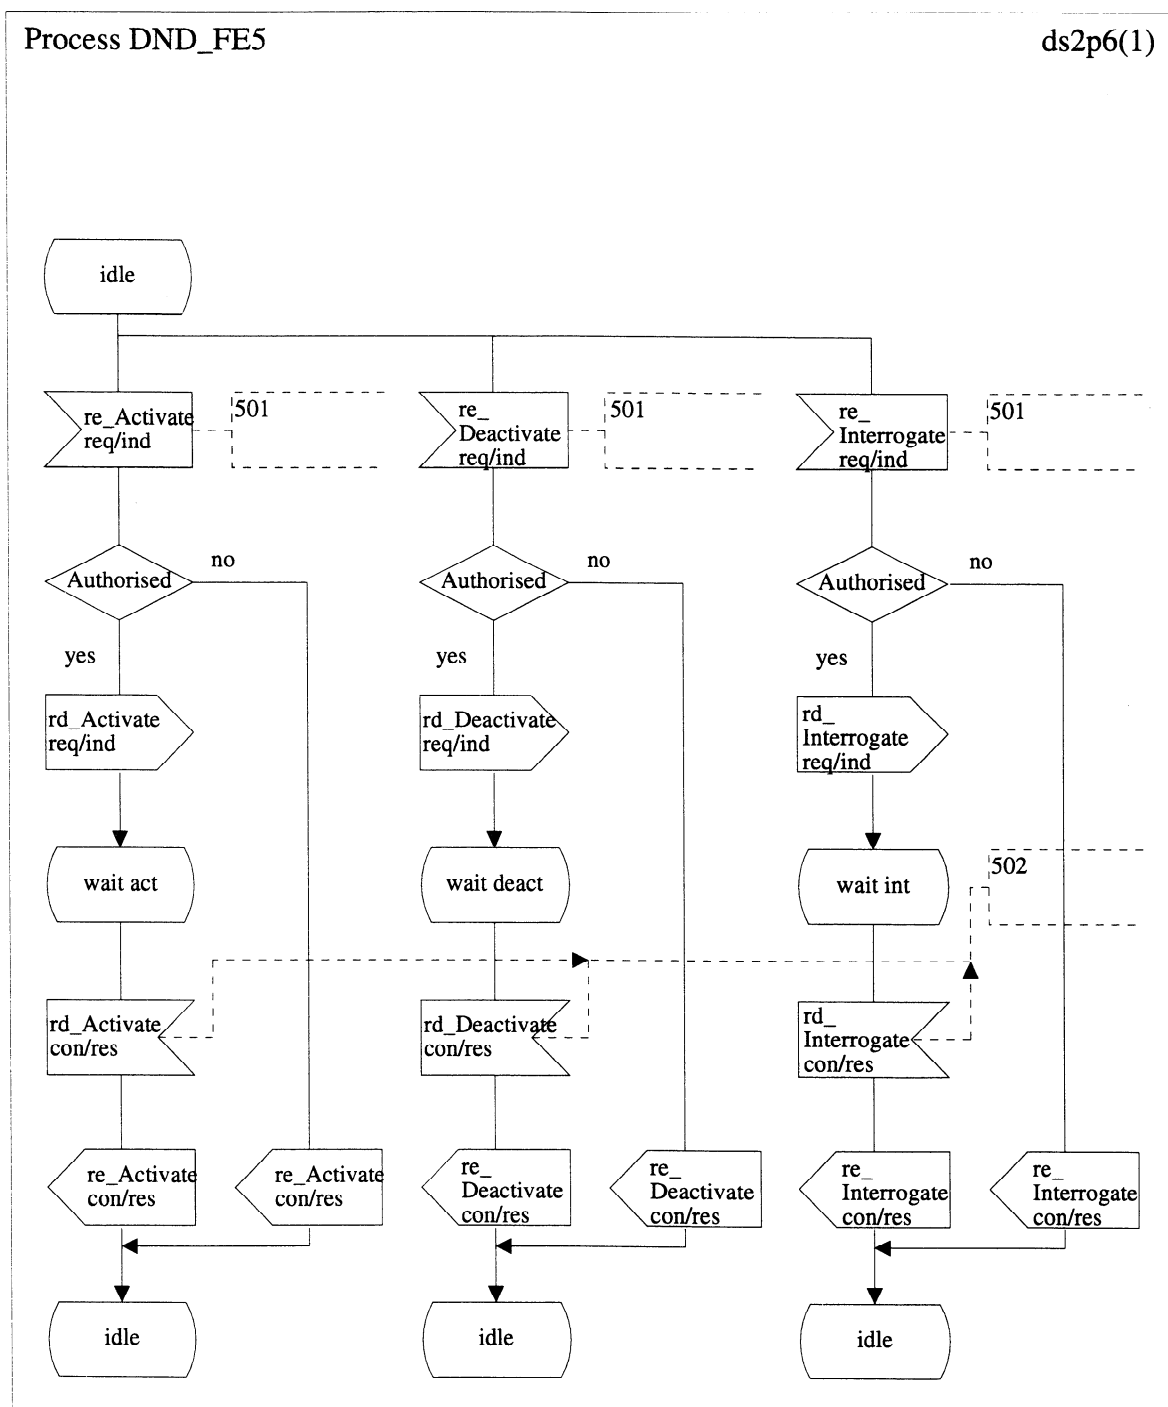 Process DND_FE5
ds2p6(1)
idle
re_Activate
req/ind
501
re_
Deactivate
req/ind
501
re_
Interrogate
req/ind
501
Authorised
no
Authorised
no
Authorised
no
yes
yes
yes
rd_Activate
req/ind
rd_Deactivate
req/ind
rd_
Interrogate
req/ind
wait act
wait deact
wait int
502
rd_Activate
con/res
rd_Deactivate
con/res
rd_
Interrogate
con/res
re_Activate
con/res
re_Activate
con/res
re_
Deactivate
con/res
re_
Deactivate
con/res
re_
Interrogate
con/res
re_
Interrogate
con/res
idle
idle
idle